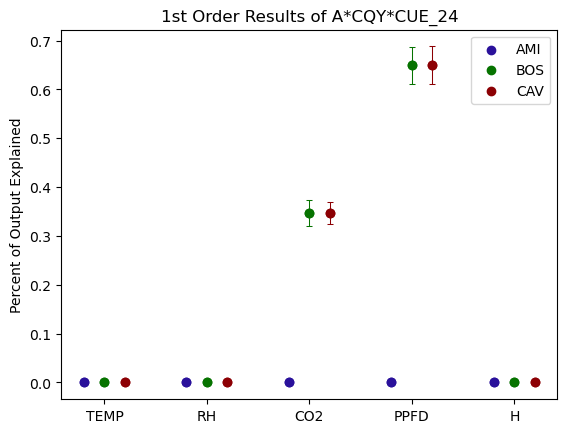 1st Order Results of A*CQY*CUE_24
Percent of Output Explained
0.7
0.6
0.5
0.4
0.3
0.2
0.1
0.0
AMI
BOS
CAV
TEMP RH CO2 PPFD H